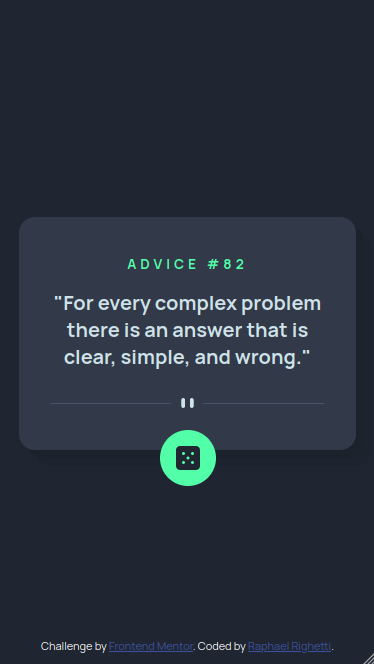 ADVICE #82
"For every complex problem
there is an answer that is
clear, simple, and wrong."
Challenge by Frontend Mentor. Coded by Raphael Righetti.